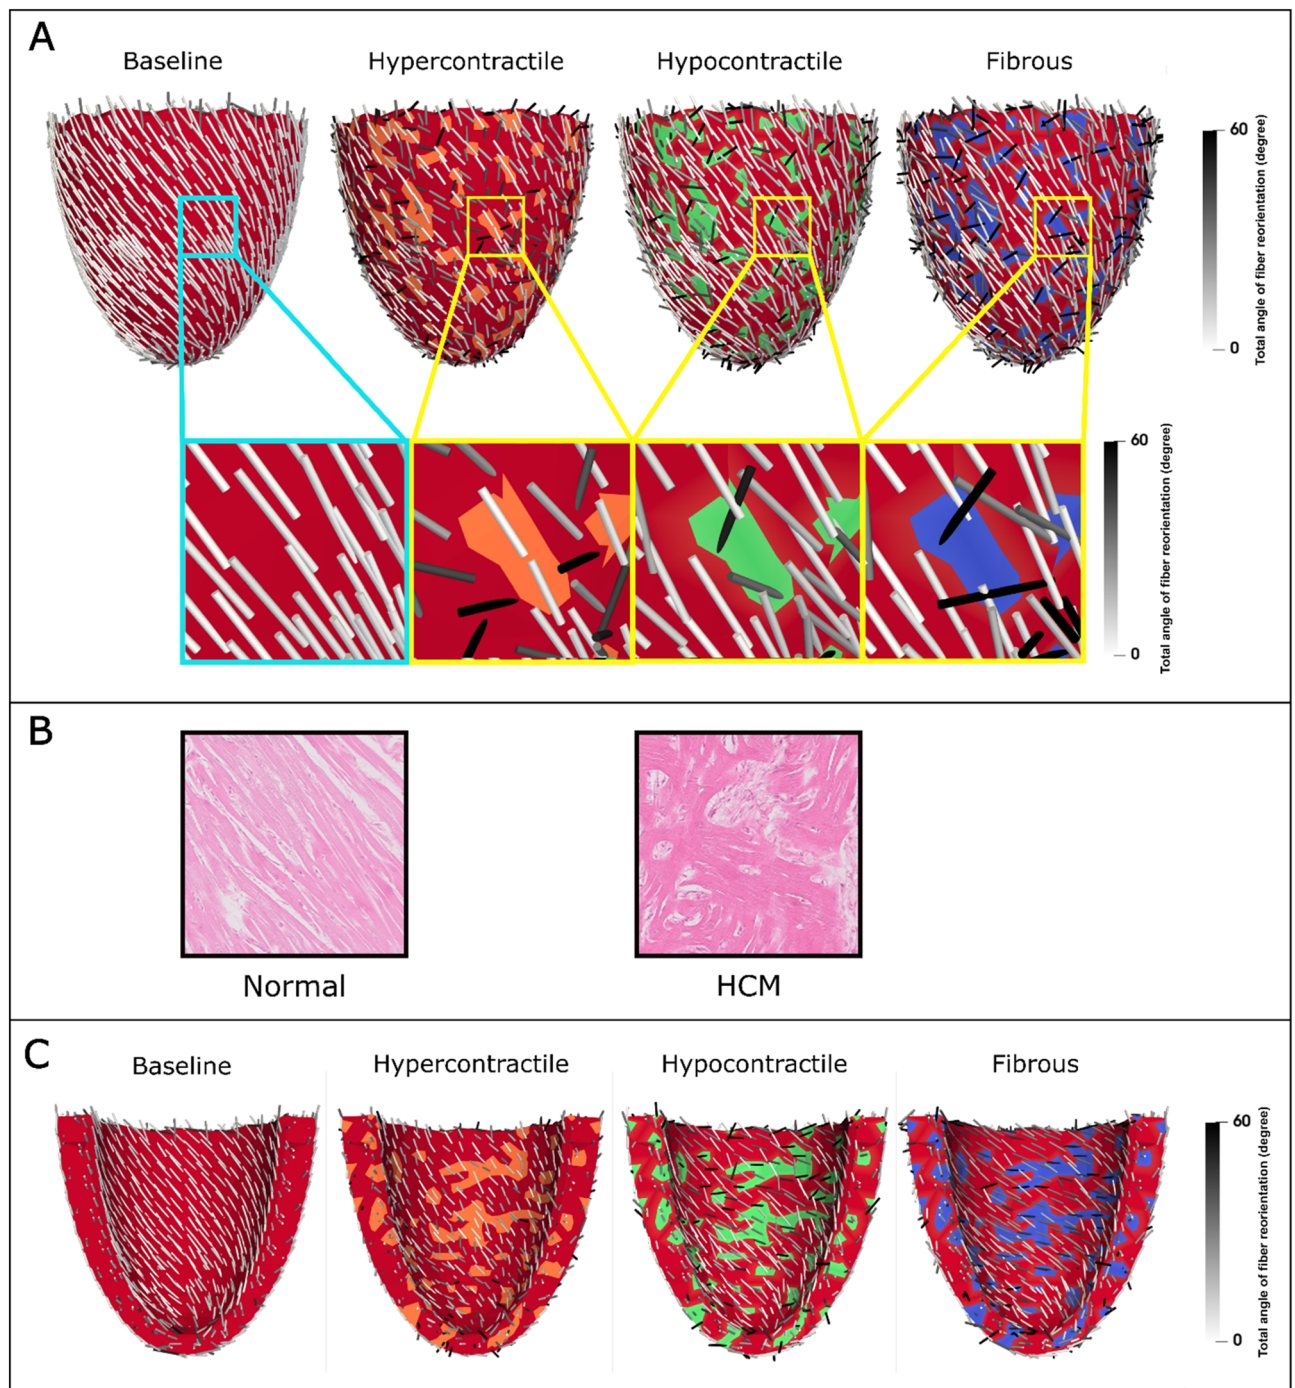 A
Baseline
Hypercontractile
Hypocontractile
Fibrous
60
0
Total angle of fiber reorientation (degree)
60
0
Total angle of fiber reorientation (degree)
B
Normal
HCM
C
Baseline
Hypercontractile
Hypocontractile
Fibrous
60
0
Total angle of fiber reorientation (degree)